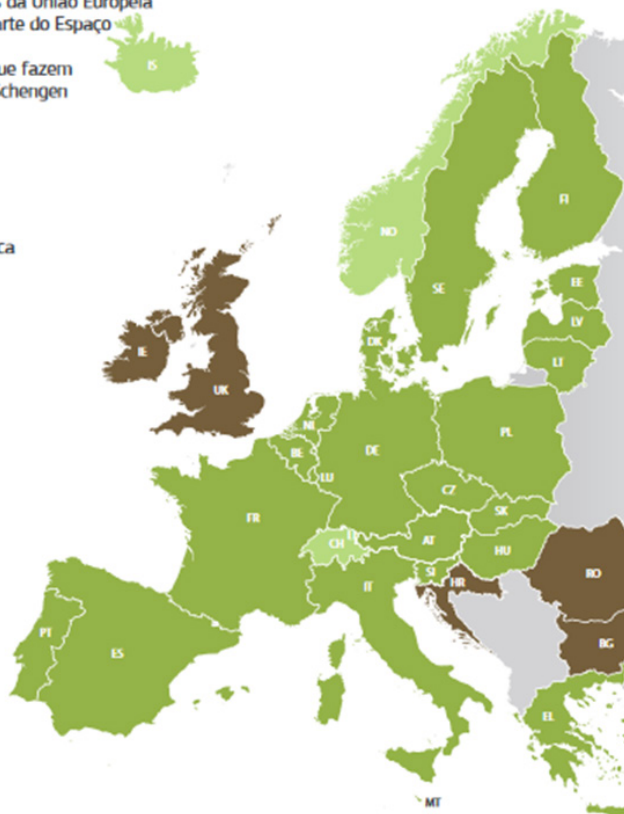 da União Europeia
arte do Espaço
ue fazem
chengen
ca
IS
NO
FI
SE
EE
LV
LT
DK
IE
UK
NL
BE
LU
DE
PL
CZ
SK
FR
CH
AT
HU
SI
HR
RO
IT
PT
ES
BG
EL
MT